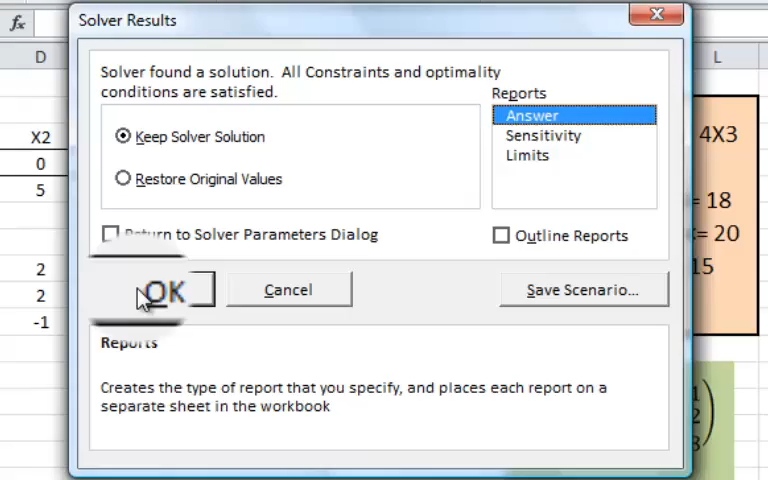 Solver Results
fx
D
L
Solver found a solution. All Constraints and optimality
conditions are satisfied.
Reports
Answer
Sensitivity
Limits
Keep Solver Solution
Restore Original Values
X2
0
5
4X3
= 18
= 20
15
Return to Solver Parameters Dialog
Outline Reports
2
2
-1
OK
Cancel
Save Scenario...
Reports
Creates the type of report that you specify, and places each report on a
separate sheet in the workbook
1
2
3